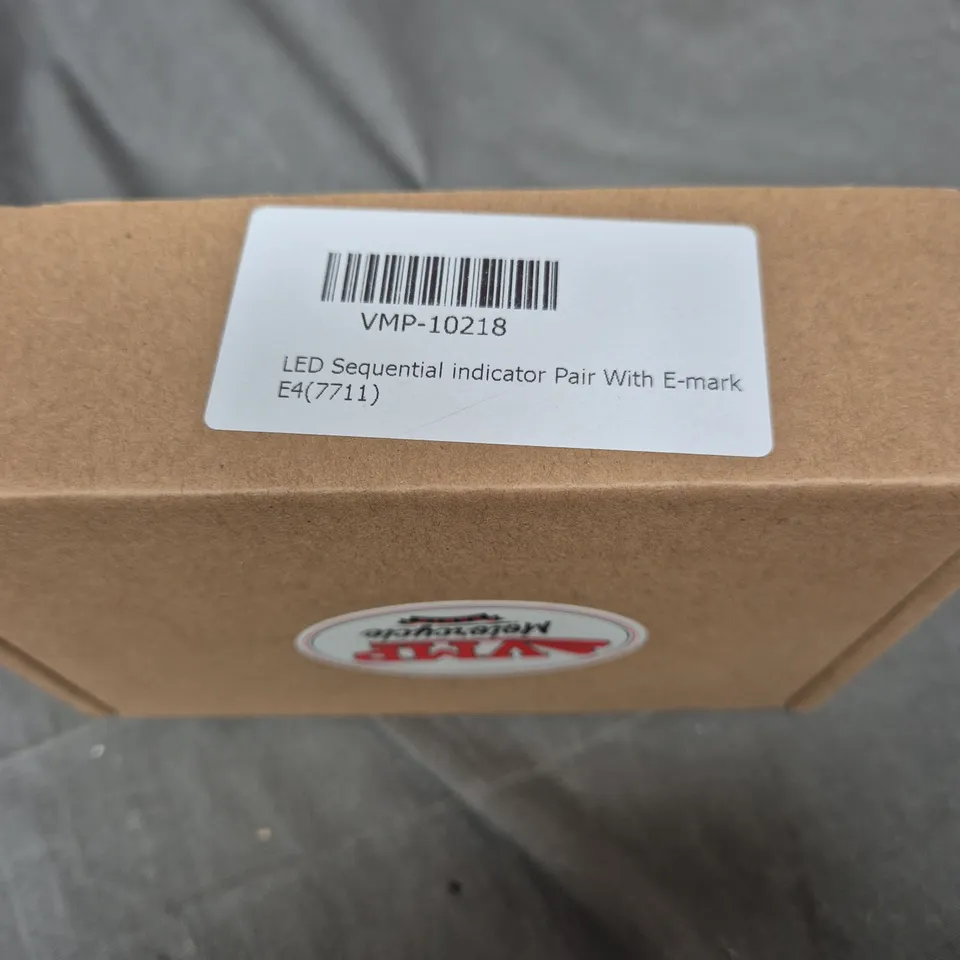 VMP-10218
LED Sequential indicator Pair With E-mark
E4(7711)
VMP
Motorcycle